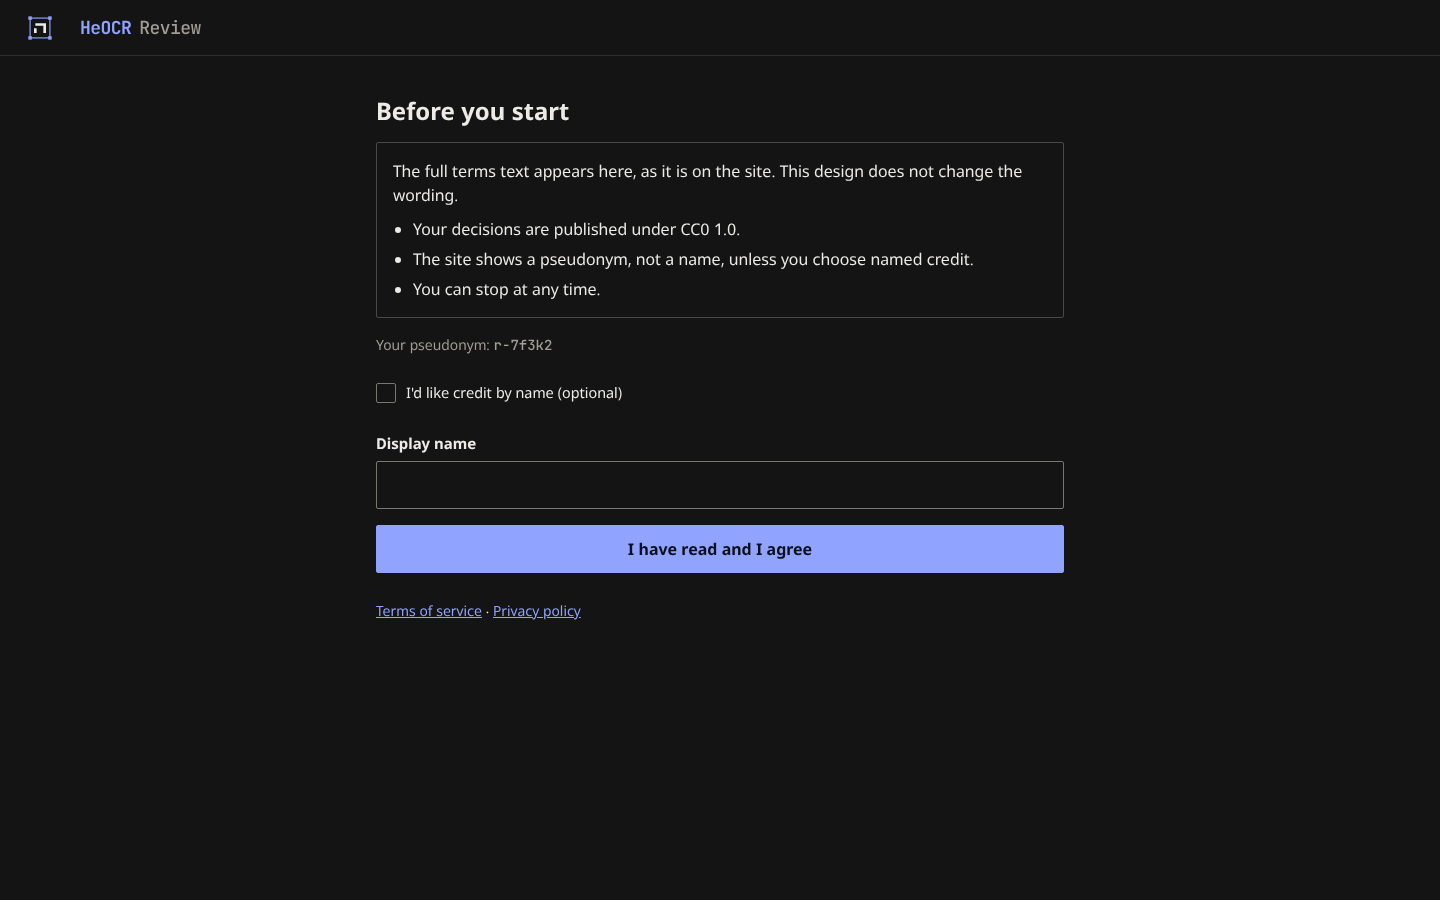 HeOCR Review
Before you start
The full terms text appears here, as it is on the site. This design does not change the
wording.
• Your decisions are published under CC0 1.0.
• The site shows a pseudonym, not a name, unless you choose named credit.
• You can stop at any time.
Your pseudonym: r-7f3k2
I'd like credit by name (optional)
Display name
I have read and I agree
Terms of service · Privacy policy